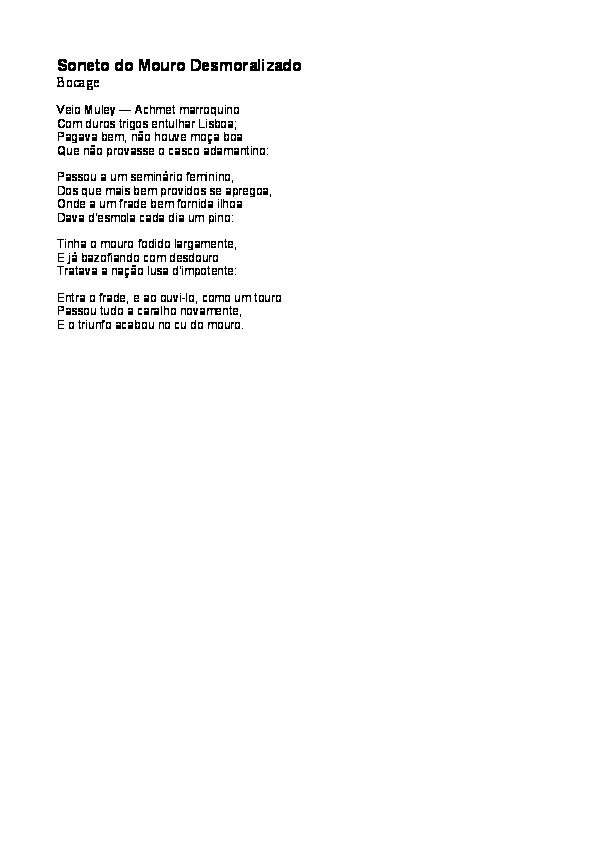 Soneto do Mouro Desmoralizado
Bocage
Veio Muley — Achmet marroquino
Com duros trigos entulhar Lisboa;
Pagava bem, não houve moça boa
Que não provasse o casco adamantino:
Passou a um seminário feminino,
Dos que mais bem providos se apregoa,
Onde a um frade bem fornida ilhoa
Dava d'esmola cada dia um pino:
Tinha o mouro fodido largamente,
E já bazofiando com desdouro
Tratava a nação lusa d'impotente:
Entra o frade, e ao ouvi-lo, como um touro
Passou tudo a caralho novamente,
E o triunfo acabou no cu do mouro.